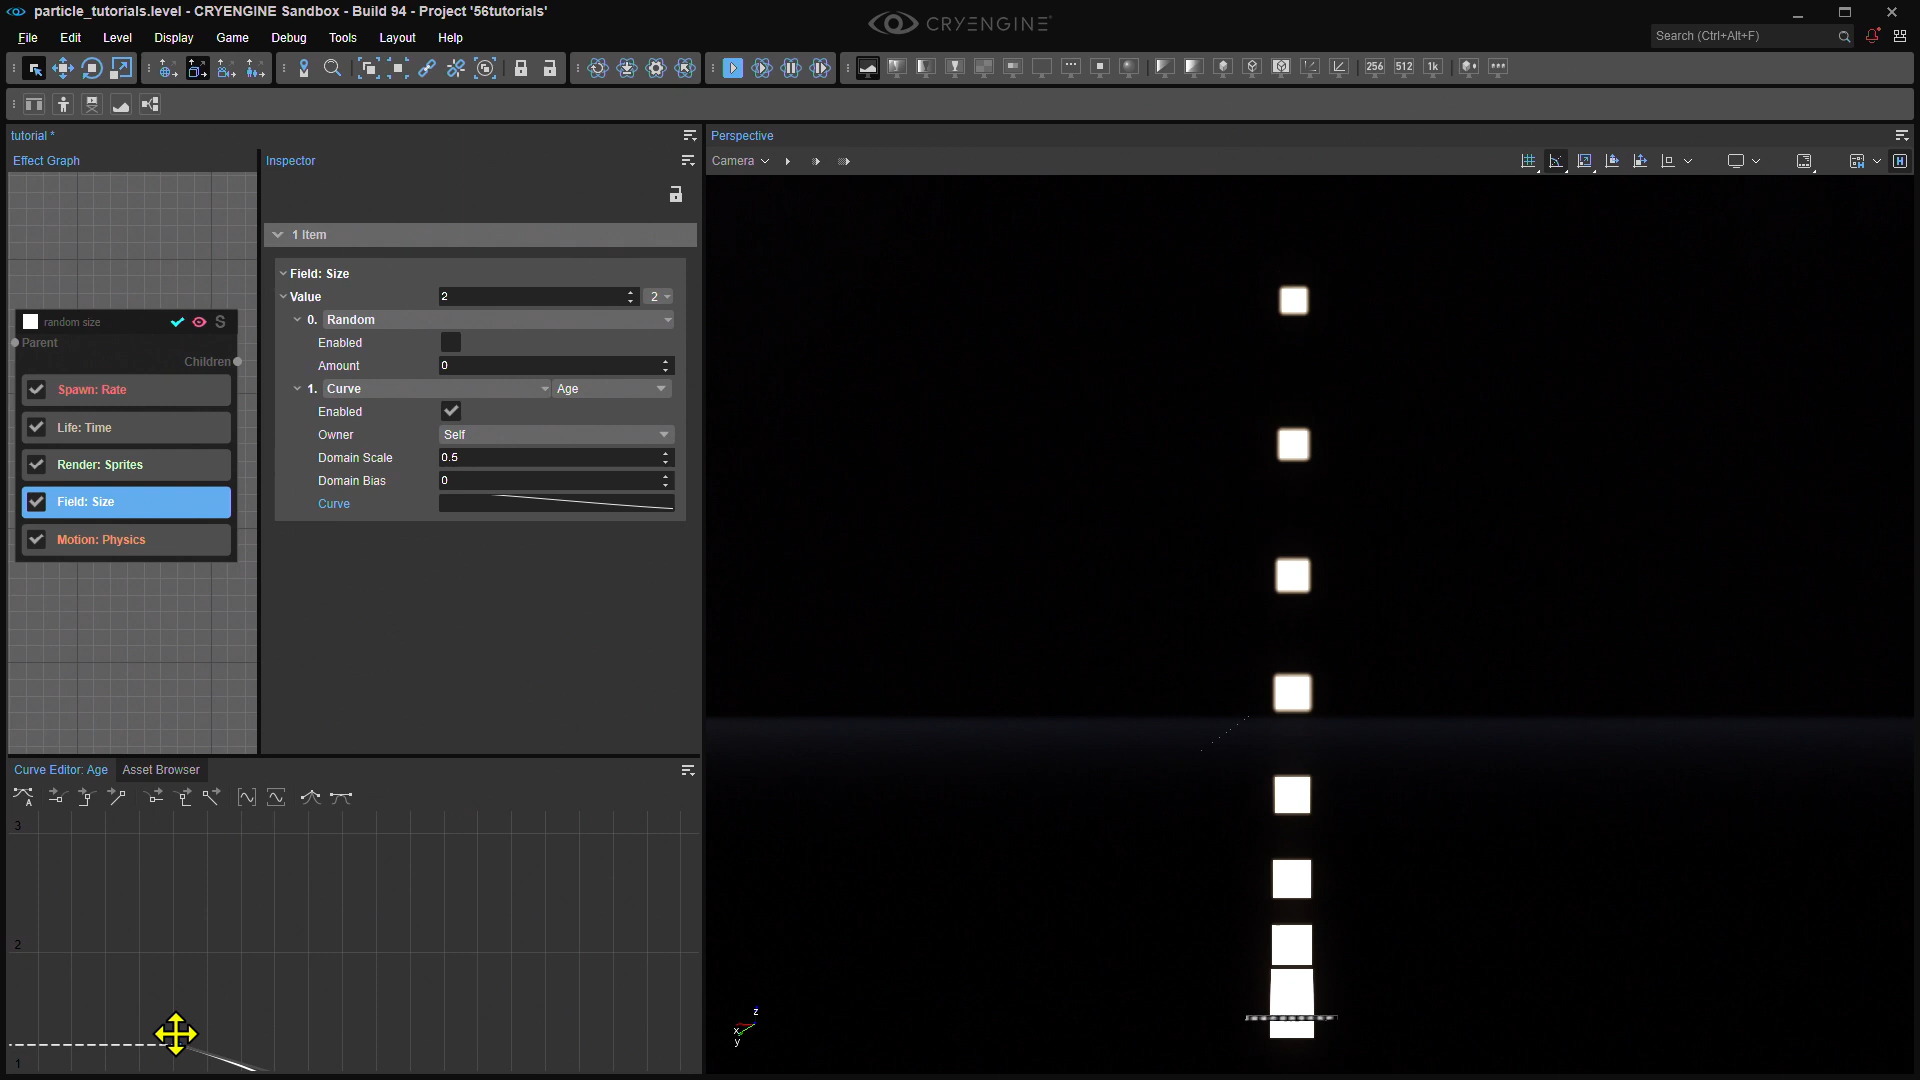 particle_tutorials.level - CRYENGINE Sandbox - Build 94 - Project '56tutorials'
CRYENGINE
File Edit Level Display Game Debug Tools Layout Help
Search (Ctrl+Alt+F)
256 512 1k
tutorial *
Perspective
Effect Graph
Inspector
Camera
1 Item
Field: Size
Value 2 2
random size S
0. Random
Parent
Enabled
Children
Amount 0
Spawn: Rate
1. Curve Age
Enabled
Life: Time
Owner Self
Domain Scale 0.5
Render: Sprites
Domain Bias 0
Field: Size
Curve
Motion: Physics
Curve Editor: Age Asset Browser
3
2
1
z
x
y